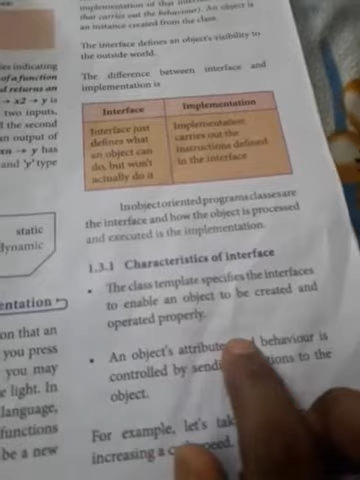 implementation of that
that carries out the behaviour). An object is
an instance created from the class.
The interface defines an object's visibility to
the outside world.
The difference between interface and
implementation is
Interface Implementation
Interface just
defines what
an object can
do, but won't
actually do it
Implementation
carries out the
instructions defined
in the interface
In object oriented programs classes are
the interface and how the object is processed
and executed is the implementation.
1.3.1 Characteristics of interface
• The class template specifies the interfaces
to enable an object to be created and
operated properly.
• An object's attributes behaviour is
controlled by sending to the
object.
For example, let's
increasing a
indicating
of a function
returns an
→ x2 → y is
two inputs,
the second
an output of
→ y has
and 'y' type
static
dynamic
on that an
you press
you may
light. In
language,
functions
be a new